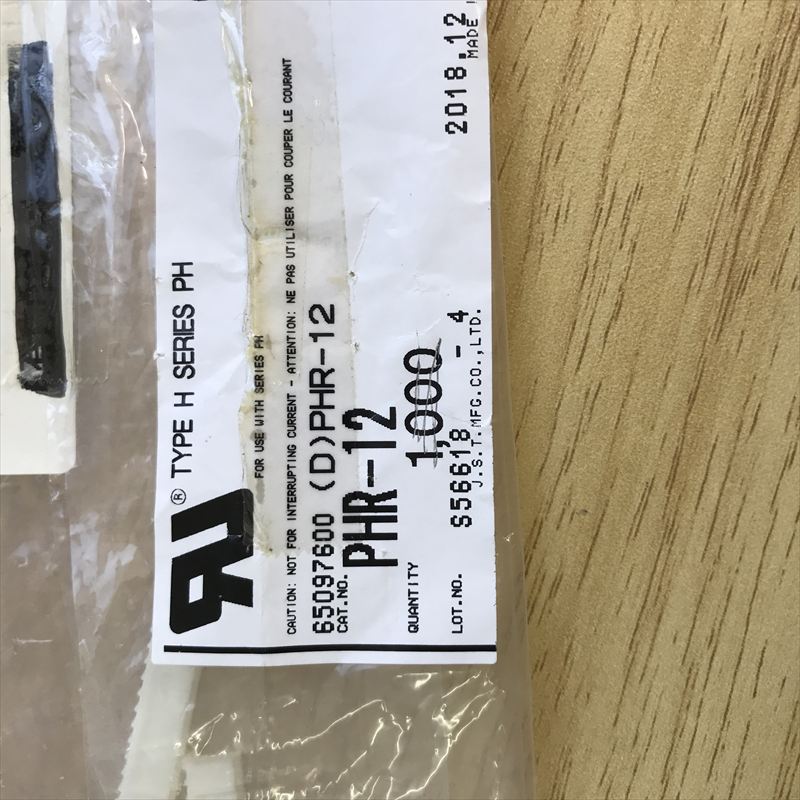 ® TYPE H SERIES PH
FOR USE WITH SERIES PH
CAUTION: NOT FOR INTERRUPTING CURRENT - ATTENTION: NE PAS UTILISER POUR COUPER LE COURANT
65097600 (D)PHR-12
CAT.NO. PHR-12
QUANTITY 1,000
LOT.NO. S56618 - 4 2018.12
J.S.T.MFG.CO.,LTD. MADE